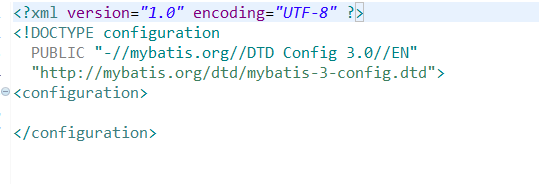 <?xml version="1.0" encoding="UTF-8" ?>
<!DOCTYPE configuration
PUBLIC "-//mybatis.org//DTD Config 3.0//EN"
"http://mybatis.org/dtd/mybatis-3-config.dtd">
<configuration>
</configuration>